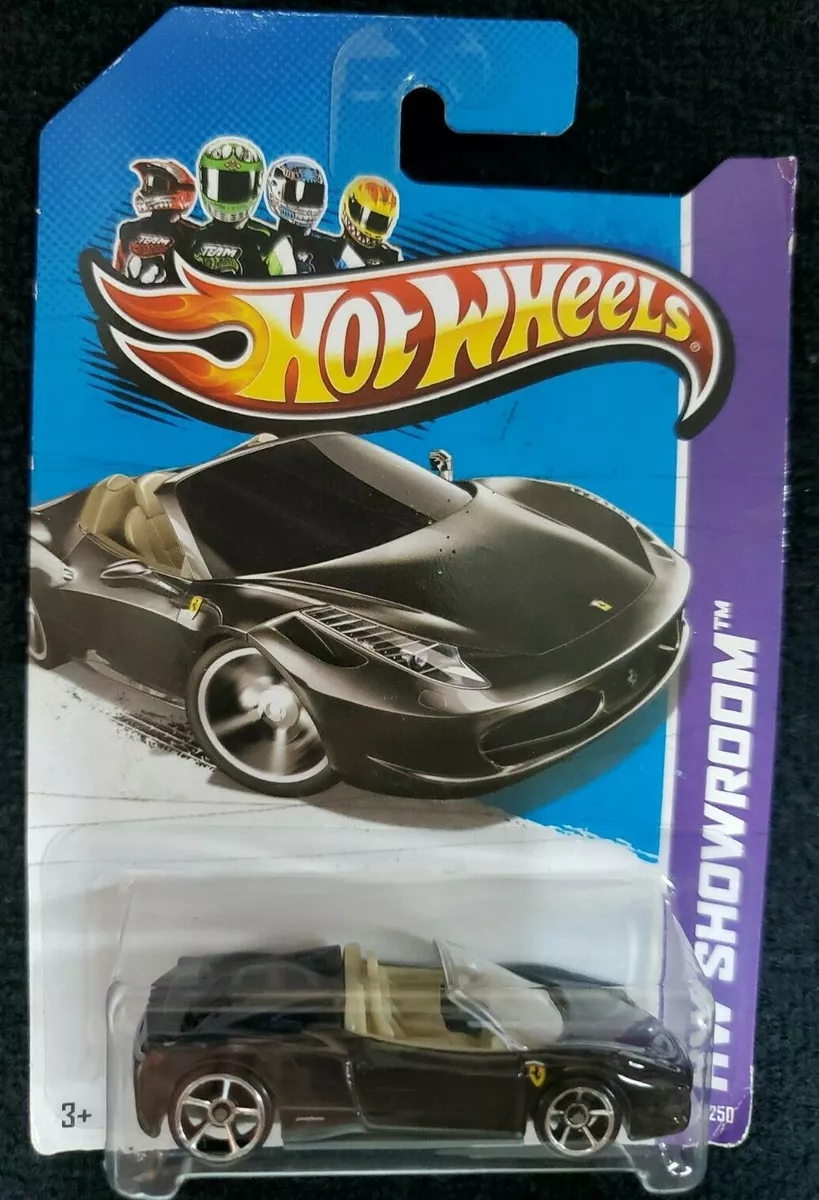 TEAM
TEAM
HOT WHEELS®
HW SHOWROOM™
3+
250